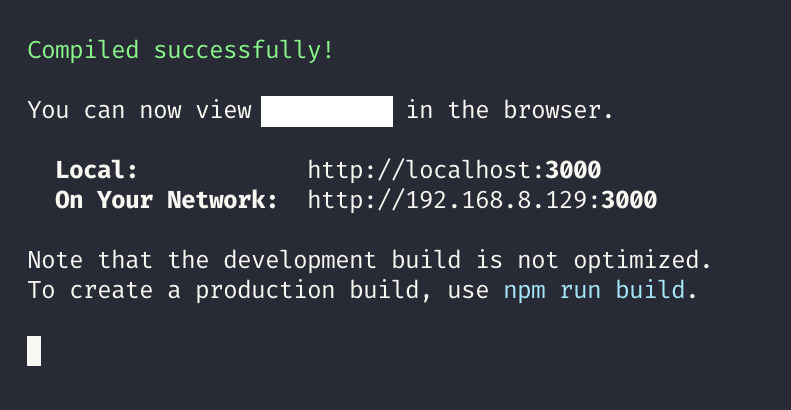 Compiled successfully!
You can now view in the browser.
Local: http://localhost:3000
On Your Network: http://192.168.8.129:3000
Note that the development build is not optimized.
To create a production build, use npm run build.